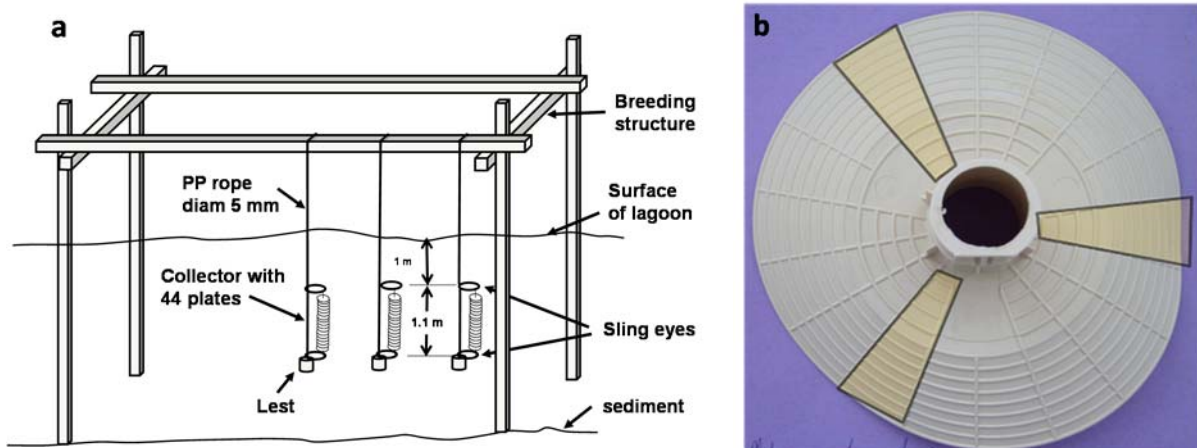 a
b
Breeding
structure
PP rope
diam 5 mm
Surface
of lagoon
1 m
Collector with
44 plates
1.1 m
Sling eyes
Lest
sediment